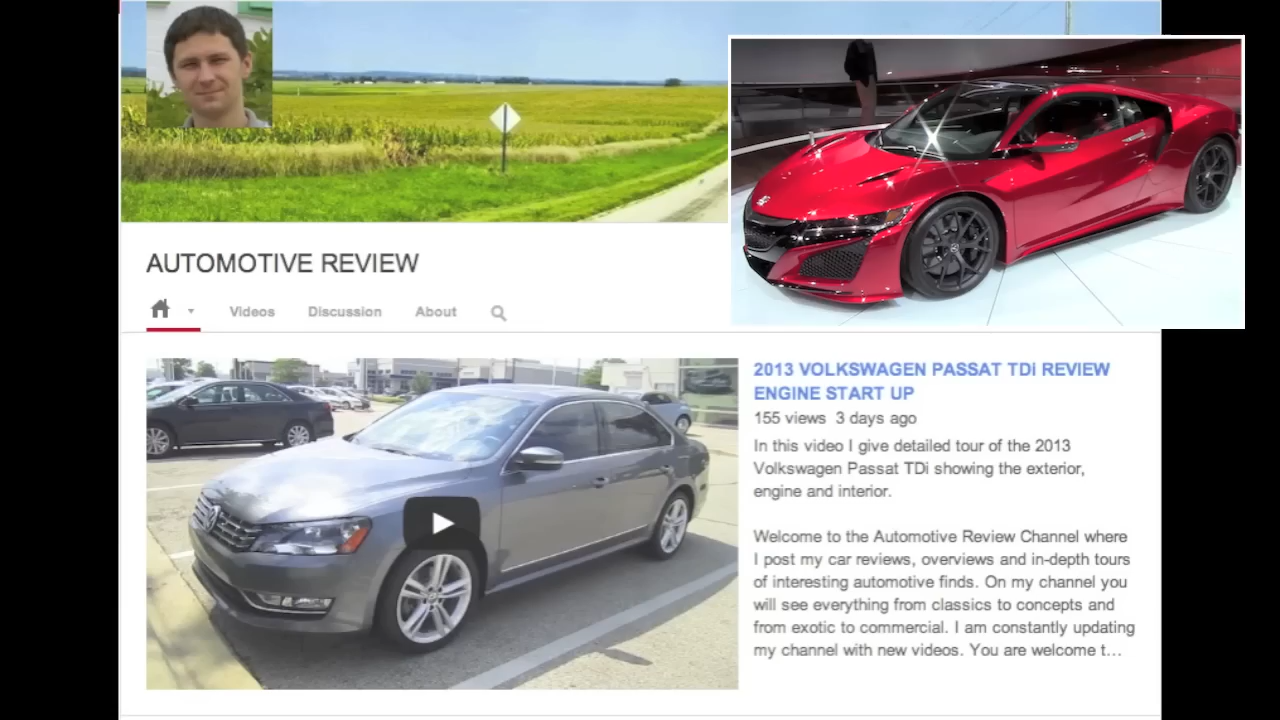 AUTOMOTIVE REVIEW
Videos Discussion About
2013 VOLKSWAGEN PASSAT TDi REVIEW
ENGINE START UP
155 views 3 days ago
In this video I give detailed tour of the 2013
Volkswagen Passat TDi showing the exterior,
engine and interior.
Welcome to the Automotive Review Channel where
I post my car reviews, overviews and in-depth tours
of interesting automotive finds. On my channel you
will see everything from classics to concepts and
from exotic to commercial. I am constantly updating
my channel with new videos. You are welcome t...